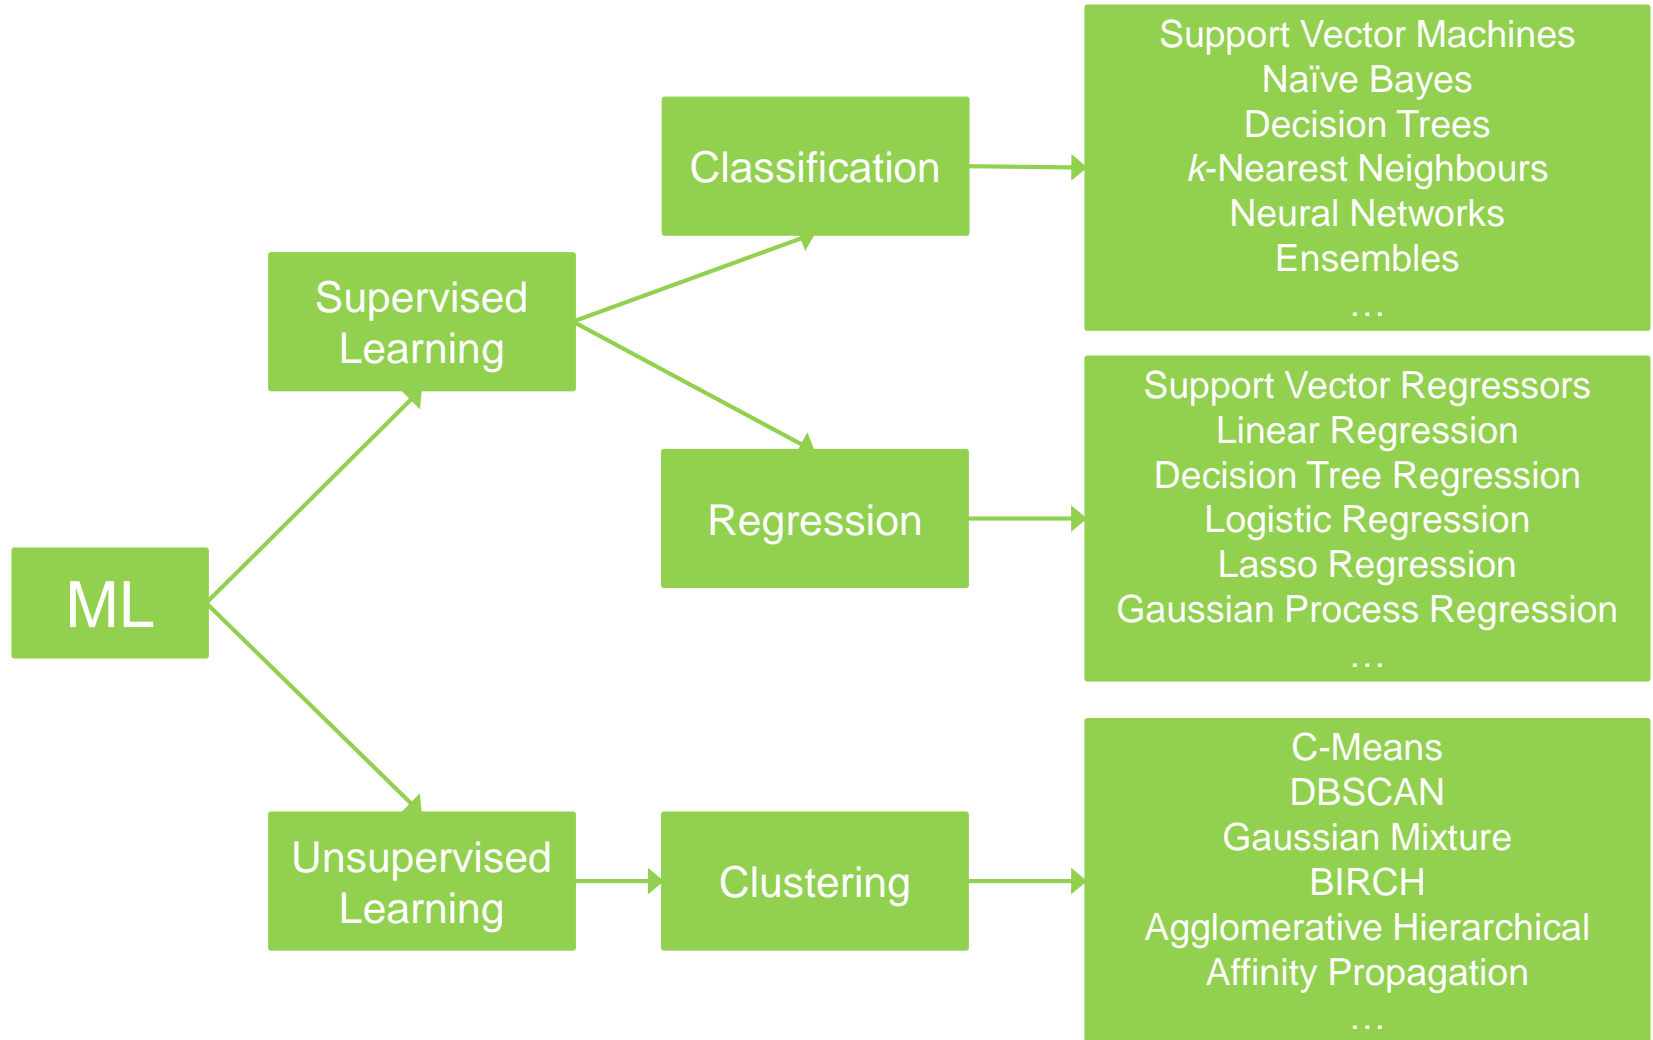 ML
Supervised
Learning
Unsupervised
Learning
Classification
Regression
Clustering
Support Vector Machines
Naïve Bayes
Decision Trees
k-Nearest Neighbours
Neural Networks
Ensembles
…
Support Vector Regressors
Linear Regression
Decision Tree Regression
Logistic Regression
Lasso Regression
Gaussian Process Regression
…
C-Means
DBSCAN
Gaussian Mixture
BIRCH
Agglomerative Hierarchical
Affinity Propagation
…